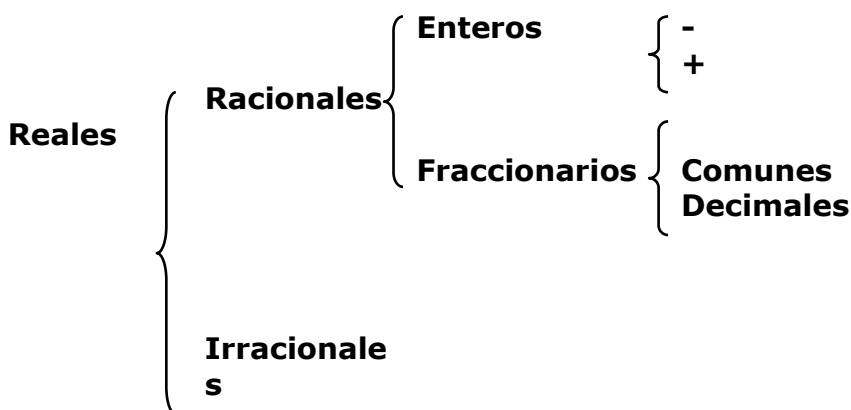 Reales
Racionales
Enteros
-
+
Fraccionarios
Comunes
Decimales
Irracionale
s